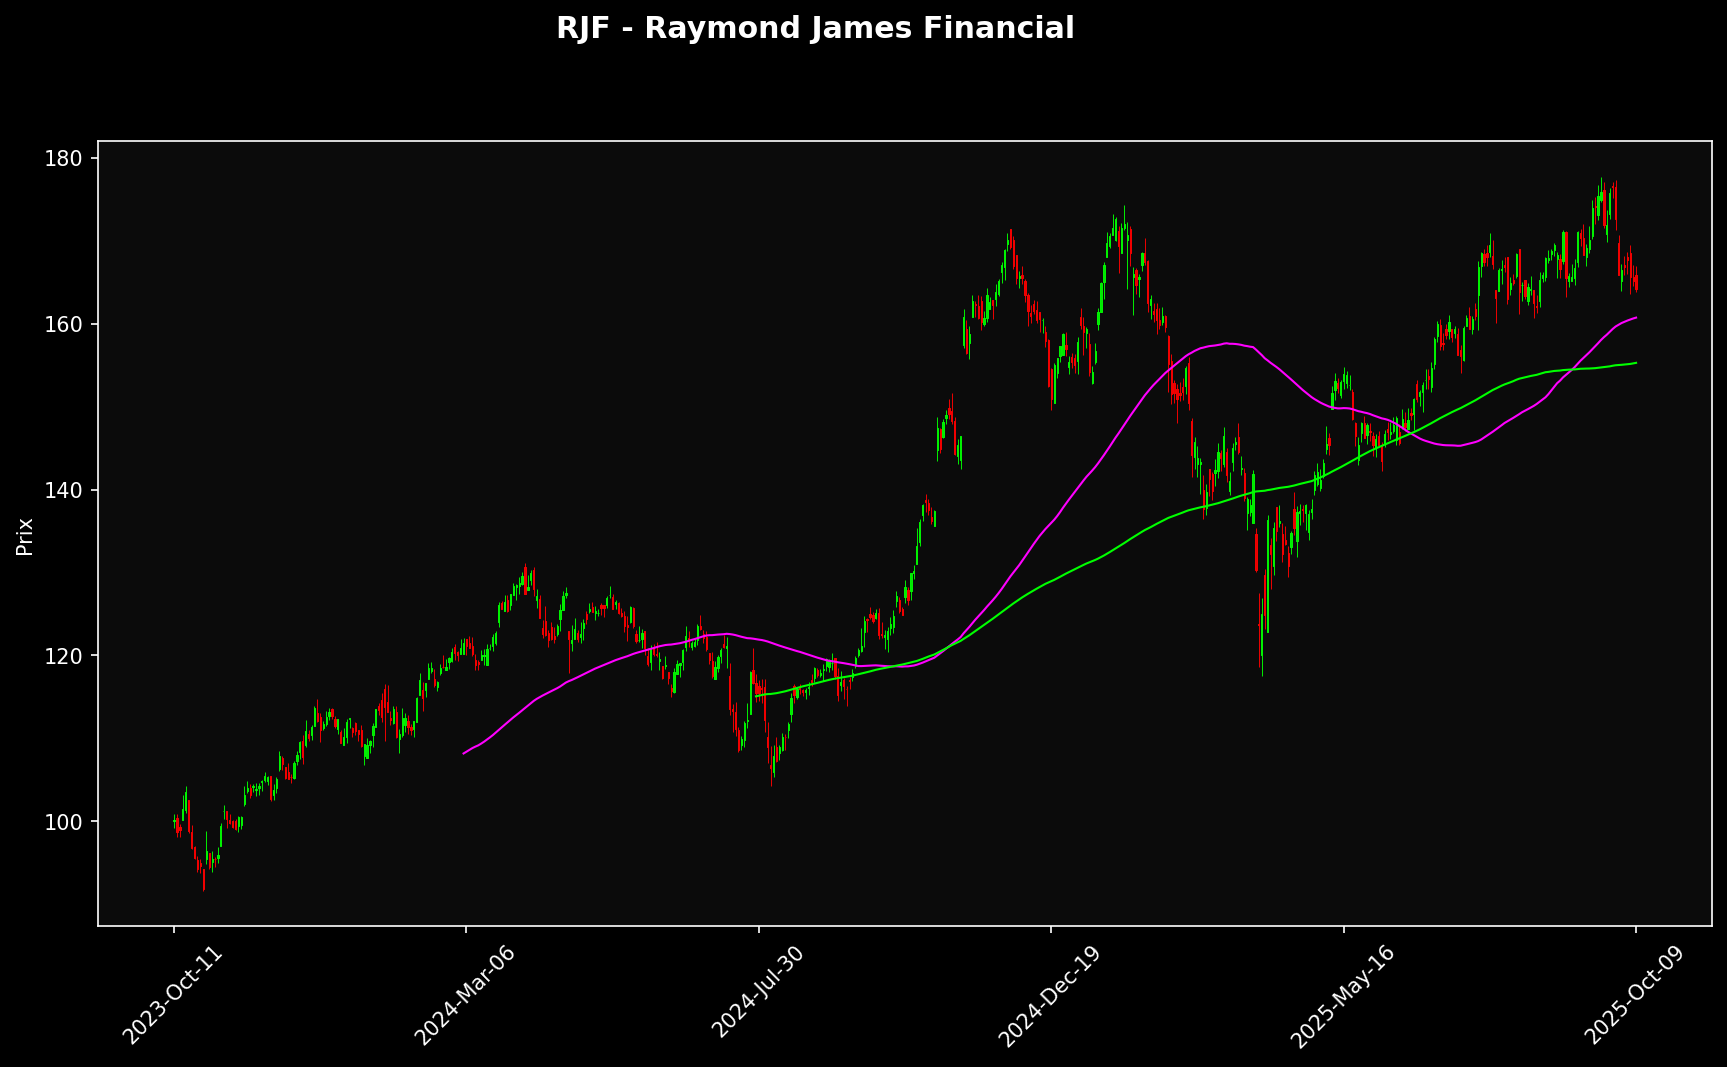 RJF - Raymond James Financial
180
160
140
120
100
Prix
2023-Oct-11
2024-Mar-06
2024-Jul-30
2024-Dec-19
2025-May-16
2025-Oct-09